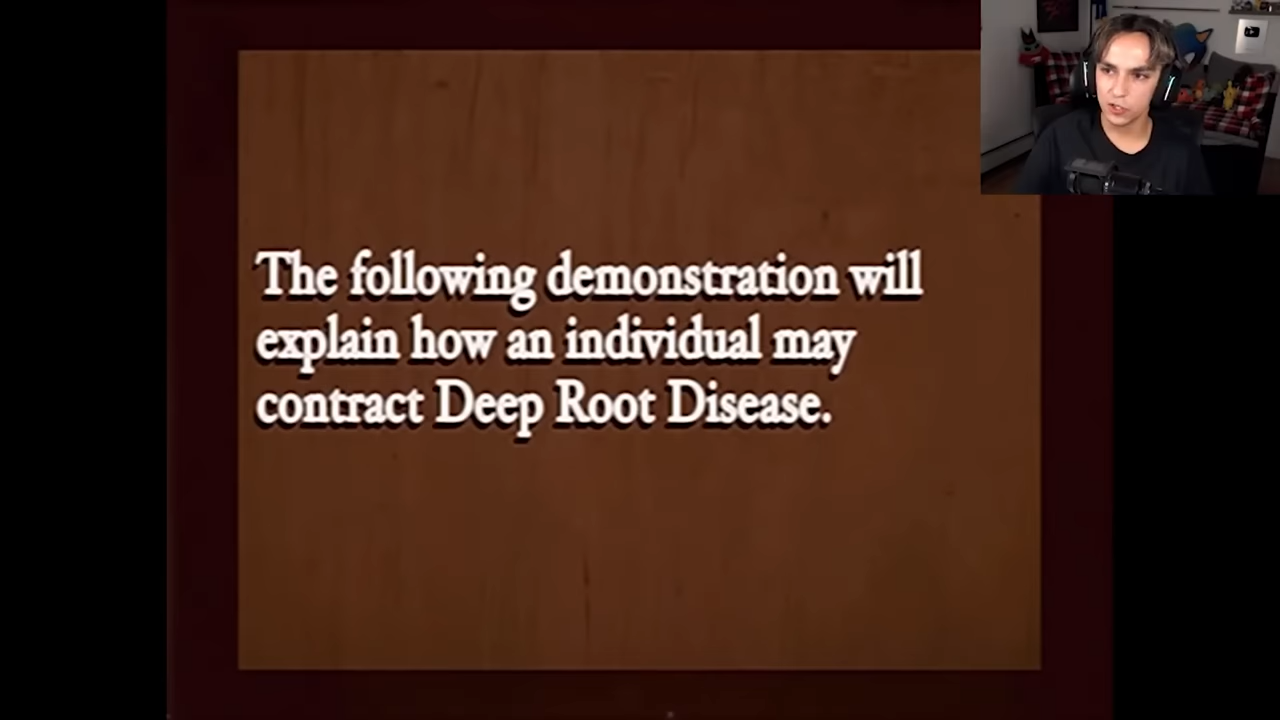 The following demonstration will
explain how an individual may
contract Deep Root Disease.